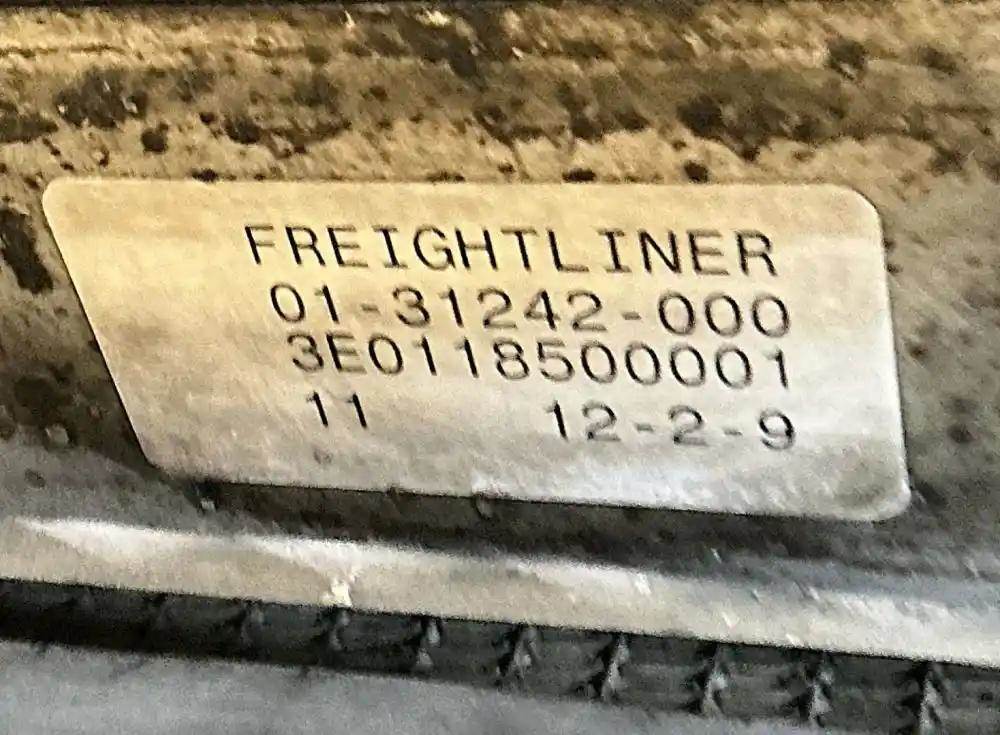 FREIGHTLINER
01-31242-000
3E0118500001
11 12-2-9